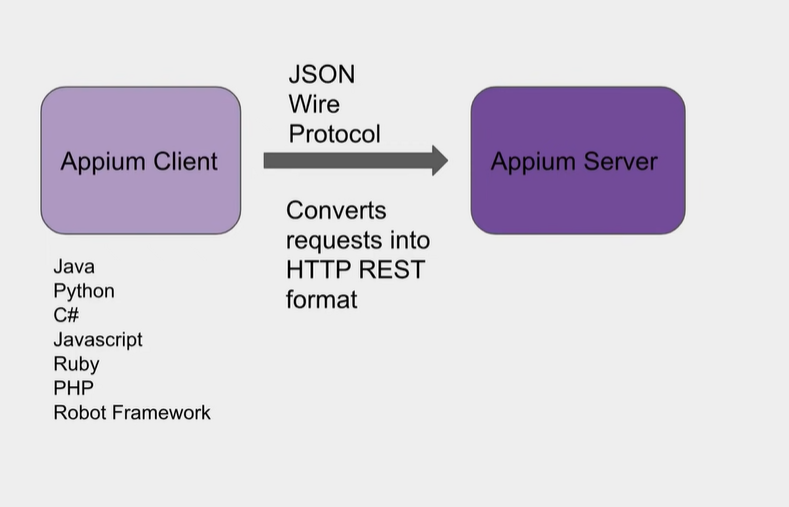 JSON
Wire
Protocol
Appium Client
Appium Server
Converts
requests into
HTTP REST
format
Java
Python
C#
Javascript
Ruby
PHP
Robot Framework